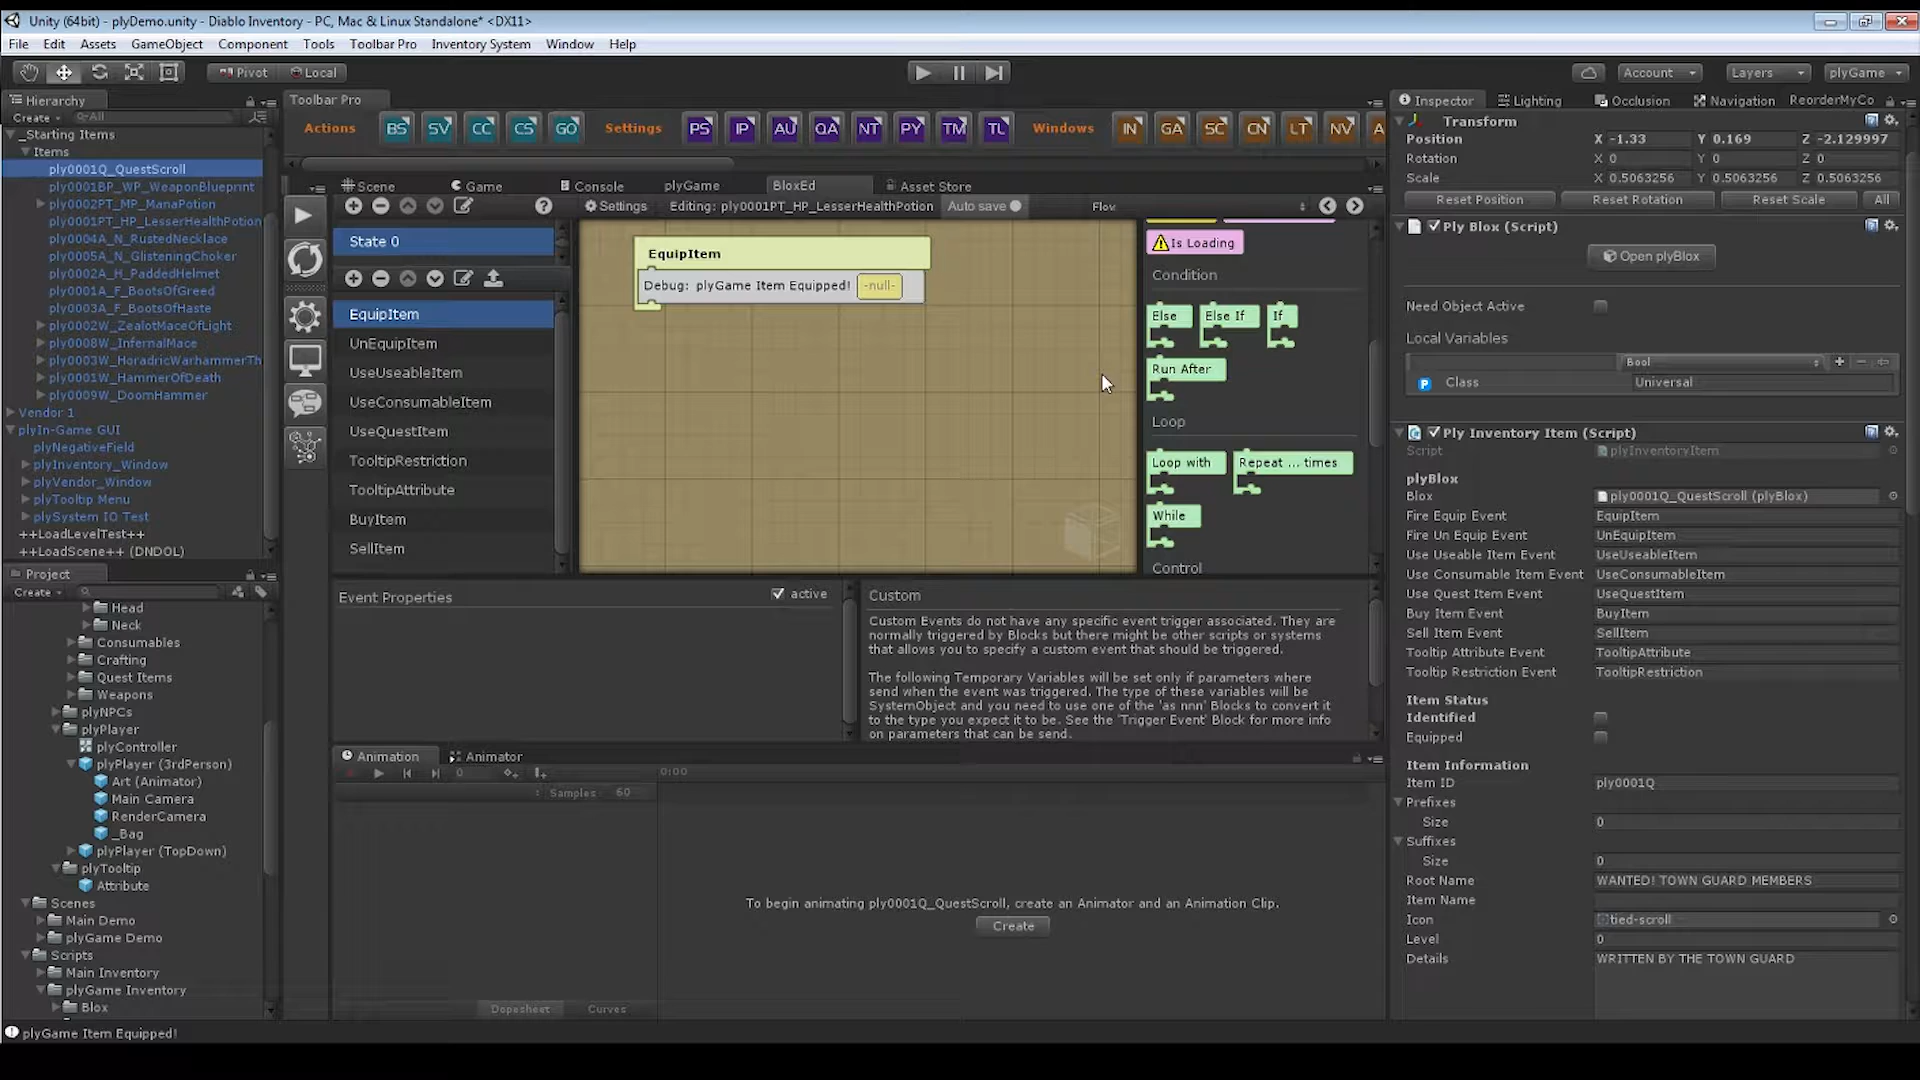 Unity (64bit) - plyDemo.unity - Diablo Inventory - PC, Mac & Linux Standalone* <DX11>
File Edit Assets GameObject Component Tools Toolbar Pro Inventory System Window Help
Pivot Local Account Layers plyGame
Hierarchy
Create
All
_Starting Items
Items
ply0001Q_QuestScroll
ply0001BP_WP_WeaponBlueprint
ply0002PT_MP_ManaPotion
ply0001PT_HP_LesserHealthPotion
ply0004A_N_RustedNecklace
ply0005A_N_GlisteningChoker
ply0002A_H_PaddedHelmet
ply0001A_F_BootsOfGreed
ply0003A_F_BootsOfHaste
ply0002W_ZealotMaceOfLight
ply0008W_InfernalMace
ply0003W_HoradricWarhammerTh
ply0001W_HammerOfDeath
ply0009W_DoomHammer
Vendor 1
plyIn-Game GUI
plyNegativeField
plyInventory_Window
plyVendor_Window
plyTooltip Menu
plySystem IO Test
++LoadLevelTest++
++LoadScene++ (DNDOL)
Project
Create
Head
Neck
Consumables
Crafting
Quest Items
Weapons
plyNPCs
plyPlayer
plyController
plyPlayer (3rdPerson)
Art (Animator)
Main Camera
RenderCamera
_Bag
plyPlayer (TopDown)
plyTooltip
Attribute
Scenes
Main Demo
plyGame Demo
Scripts
Main Inventory
plyGame Inventory
Blox
plyGame Item Equipped!
Toolbar Pro
Actions BS SV CC CS GO Settings PS IP AU QA NT PY TM TL Windows IN GA SC CN LT NV A
Scene Game Console plyGame BloxEd Asset Store
Settings Editing: ply0001PT_HP_LesserHealthPotion Auto save Flow
State 0
EquipItem
UnEquipItem
UseUseableItem
UseConsumableItem
UseQuestItem
TooltipRestriction
TooltipAttribute
BuyItem
SellItem
EquipItem
Debug: plyGame Item Equipped! -null-
Is Loading
Condition
Else Else If If
Run After
Loop
Loop with Repeat ... times
While
Control
Event Properties active
Custom
Custom Events do not have any specific event trigger associated. They are
normally triggered by Blocks but there might be other scripts or systems
that allows you to specify a custom event that should be triggered.
The following Temporary Variables will be set only if parameters where
send when the event was triggered. The type of these variables will be
SystemObject and you need to use one of the 'as nnn' Blocks to convert it
to the type you expect it to be. See the 'Trigger Event' Block for more info
on parameters that can be send.
Animation Animator
0 0:00
Samples 60
To begin animating ply0001Q_QuestScroll, create an Animator and an Animation Clip.
Create
Dopesheet Curves
Inspector Lighting Occlusion Navigation ReorderMyCo
Transform
Position X -1.33 Y 0.169 Z -2.129997
Rotation X 0 Y 0 Z 0
Scale X 0.5063256 Y 0.5063256 Z 0.5063256
Reset Position Reset Rotation Reset Scale All
Ply Blox (Script)
Open plyBlox
Need Object Active
Local Variables
Bool
Class Universal
Ply Inventory Item (Script)
Script plyInventoryItem
plyBlox
Blox ply0001Q_QuestScroll (plyBlox)
Fire Equip Event EquipItem
Fire Un Equip Event UnEquipItem
Use Useable Item Event UseUseableItem
Use Consumable Item Event UseConsumableItem
Use Quest Item Event UseQuestItem
Buy Item Event BuyItem
Sell Item Event SellItem
Tooltip Attribute Event TooltipAttribute
Tooltip Restriction Event TooltipRestriction
Item Status
Identified
Equipped
Item Information
Item ID ply0001Q
Prefixes
Size 0
Suffixes
Size 0
Root Name WANTED! TOWN GUARD MEMBERS
Item Name
Icon tied-scroll
Level 0
Details WRITTEN BY THE TOWN GUARD